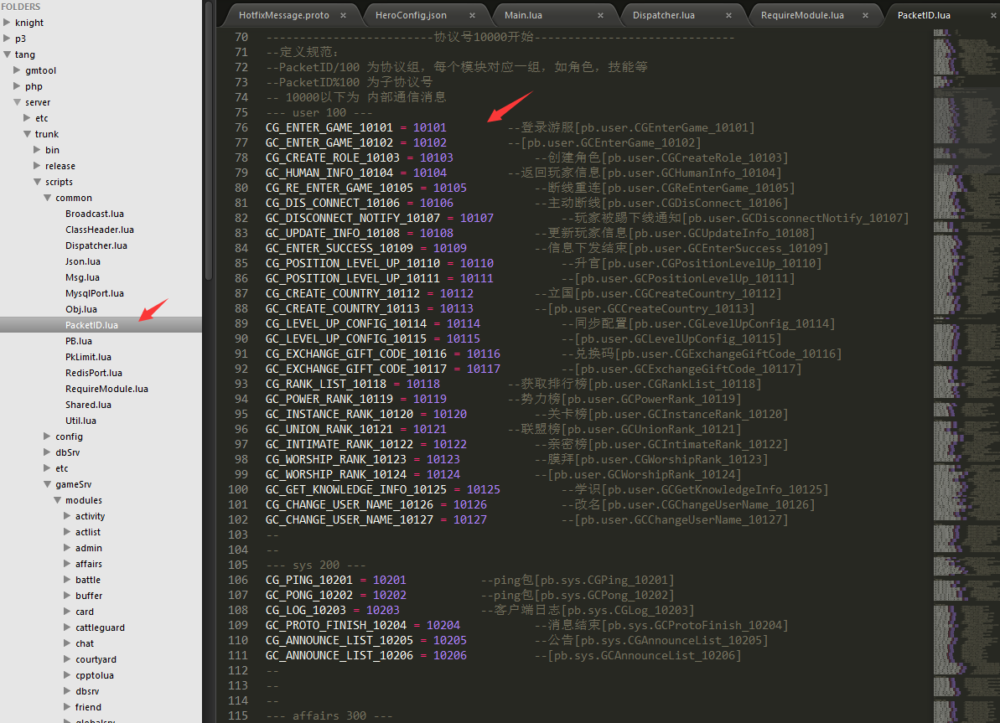 FOLDERS
knight
p3
tang
gmtool
php
server
etc
trunk
bin
release
scripts
common
Broadcast.lua
ClassHeader.lua
Dispatcher.lua
Json.lua
Msg.lua
MysqlPort.lua
Obj.lua
PacketID.lua
PB.lua
PkLimit.lua
RedisPort.lua
RequireModule.lua
Shared.lua
Util.lua
config
dbSrv
etc
gameSrv
modules
activity
actlist
admin
affairs
battle
buffer
card
cattleguard
chat
courtyard
cpptolua
dbsrv
friend
globalsrv
HotfixMessage.proto × HeroConfig.json × Main.lua × Dispatcher.lua × RequireModule.lua × PacketID.lua ×
70 -------------------------协议号10000开始------------------------------
71 --定义规范:
72 --PacketID/100 为协议组, 每个模块对应一组, 如角色, 技能等
73 --PacketID%100 为子协议号
74 -- 10000以下为 内部通信消息
75 --- user 100 ---
76 CG_ENTER_GAME_10101 = 10101 --登录游服[pb.user.CGEnterGame_10101]
77 GC_ENTER_GAME_10102 = 10102 --[pb.user.GCEnterGame_10102]
78 CG_CREATE_ROLE_10103 = 10103 --创建角色[pb.user.CGCreateRole_10103]
79 GC_HUMAN_INFO_10104 = 10104 --返回玩家信息[pb.user.GCHumanInfo_10104]
80 CG_RE_ENTER_GAME_10105 = 10105 --断线重连[pb.user.CGReEnterGame_10105]
81 CG_DIS_CONNECT_10106 = 10106 --主动断线[pb.user.CGDisConnect_10106]
82 GC_DISCONNECT_NOTIFY_10107 = 10107 --玩家被踢下线通知[pb.user.GCDisconnectNotify_10107]
83 GC_UPDATE_INFO_10108 = 10108 --更新玩家信息[pb.user.GCUpdateInfo_10108]
84 GC_ENTER_SUCCESS_10109 = 10109 --信息下发结束[pb.user.GCEnterSuccess_10109]
85 CG_POSITION_LEVEL_UP_10110 = 10110 --升官[pb.user.CGPositionLevelUp_10110]
86 GC_POSITION_LEVEL_UP_10111 = 10111 --[pb.user.GCPositionLevelUp_10111]
87 CG_CREATE_COUNTRY_10112 = 10112 --立国[pb.user.CGCreateCountry_10112]
88 GC_CREATE_COUNTRY_10113 = 10113 --[pb.user.GCCreateCountry_10113]
89 CG_LEVEL_UP_CONFIG_10114 = 10114 --同步配置[pb.user.CGLevelUpConfig_10114]
90 GC_LEVEL_UP_CONFIG_10115 = 10115 --[pb.user.GCLevelUpConfig_10115]
91 CG_EXCHANGE_GIFT_CODE_10116 = 10116 --兑换码[pb.user.CGExchangeGiftCode_10116]
92 GC_EXCHANGE_GIFT_CODE_10117 = 10117 --[pb.user.GCExchangeGiftCode_10117]
93 CG_RANK_LIST_10118 = 10118 --获取排行榜[pb.user.CGRankList_10118]
94 GC_POWER_RANK_10119 = 10119 --势力榜[pb.user.GCPowerRank_10119]
95 GC_INSTANCE_RANK_10120 = 10120 --关卡榜[pb.user.GCInstanceRank_10120]
96 GC_UNION_RANK_10121 = 10121 --联盟榜[pb.user.GCUnionRank_10121]
97 GC_INTIMATE_RANK_10122 = 10122 --亲密榜[pb.user.GCIntimateRank_10122]
98 CG_WORSHIP_RANK_10123 = 10123 --膜拜[pb.user.CGWorshipRank_10123]
99 GC_WORSHIP_RANK_10124 = 10124 --[pb.user.GCWorshipRank_10124]
100 GC_GET_KNOWLEDGE_INFO_10125 = 10125 --学识[pb.user.GCGetKnowledgeInfo_10125]
101 CG_CHANGE_USER_NAME_10126 = 10126 --改名[pb.user.CGChangeUserName_10126]
102 GC_CHANGE_USER_NAME_10127 = 10127 --[pb.user.GCChangeUserName_10127]
103 --
104 --
105 --- sys 200 ---
106 CG_PING_10201 = 10201 --ping包[pb.sys.CGPing_10201]
107 GC_PONG_10202 = 10202 --ping包[pb.sys.GCPong_10202]
108 CG_LOG_10203 = 10203 --客户端日志[pb.sys.CGLog_10203]
109 GC_PROTO_FINISH_10204 = 10204 --消息结束[pb.sys.GCProtoFinish_10204]
110 CG_ANNOUNCE_LIST_10205 = 10205 --公告[pb.sys.CGAnnounceList_10205]
111 GC_ANNOUNCE_LIST_10206 = 10206 --[pb.sys.GCAnnounceList_10206]
112 --
113 --
114 --
115 --- affairs 300 ---